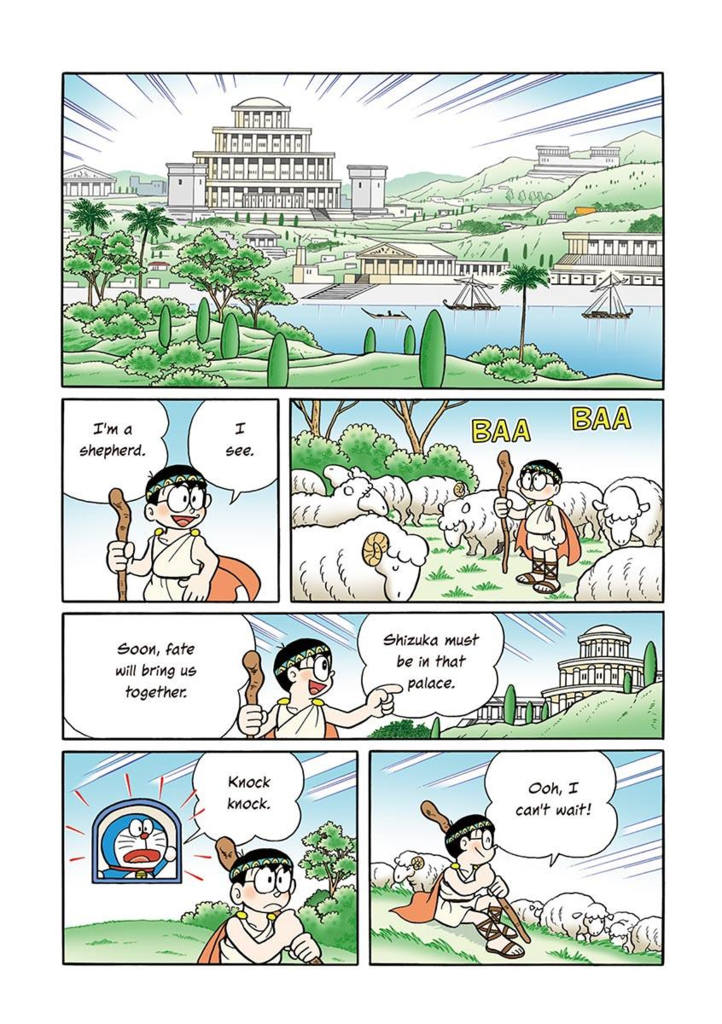 BAA
BAA
I
see.
I'm a
shepherd.
Shizuka must
be in that
palace.
Soon, fate
will bring us
together.
Ooh, I
can't wait!
Knock
knock.